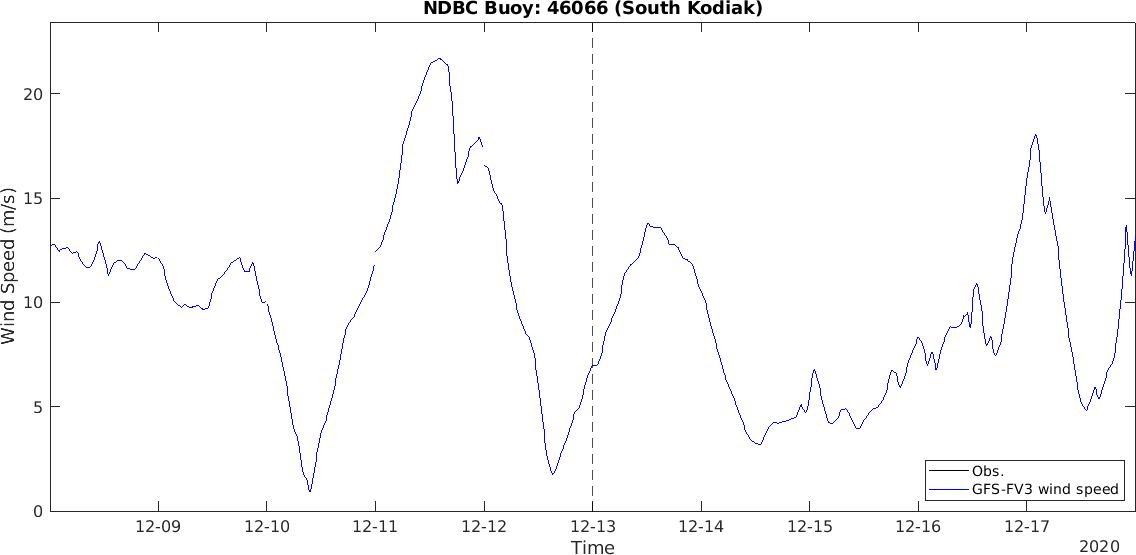 NDBC Buoy: 46066 (South Kodiak)
Wind Speed (m/s)
20
15
10
5
0
12-09 12-10 12-11 12-12 12-13 12-14 12-15 12-16 12-17
Time
2020
Obs.
GFS-FV3 wind speed